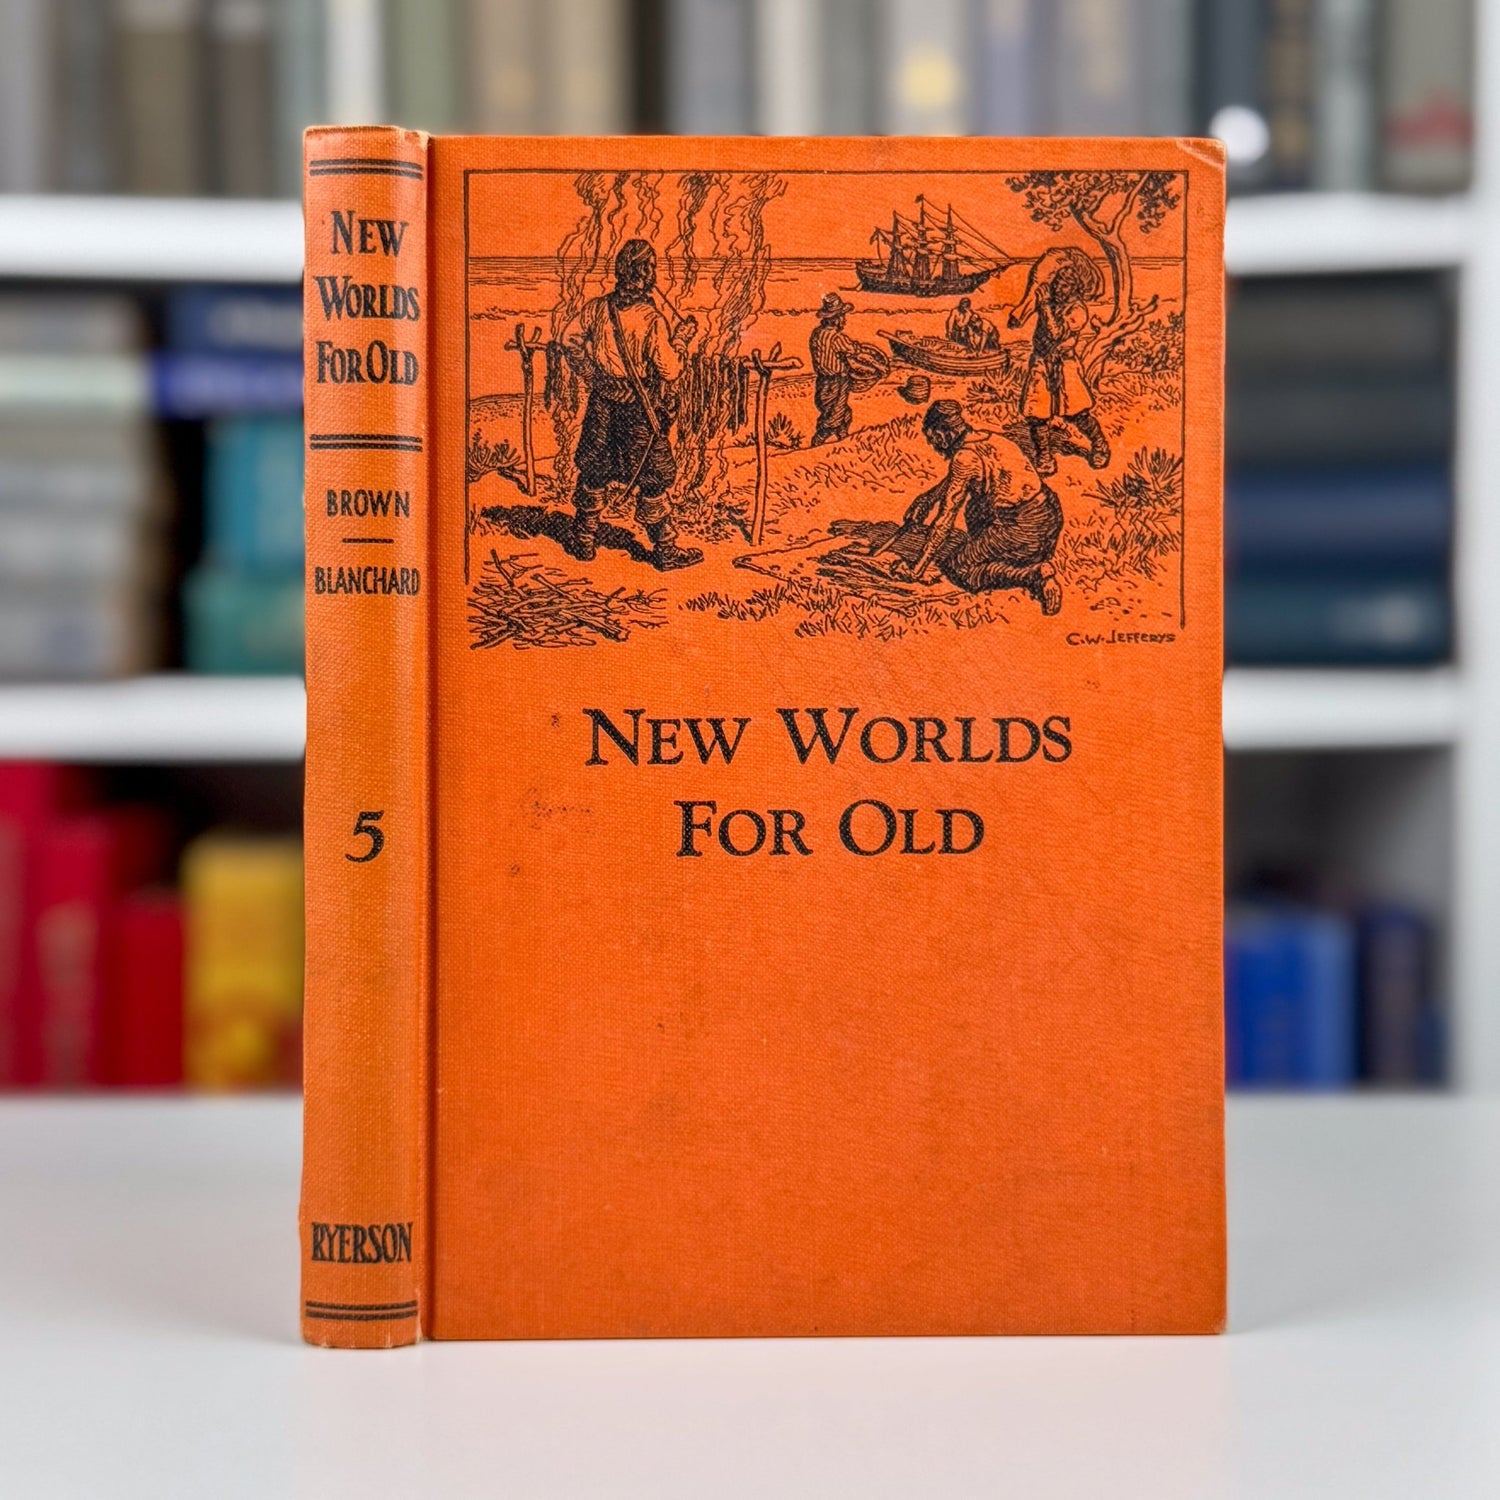 New
Worlds
For Old
BROWN
BLANCHARD
5
RYERSON
C.W. JEFFERYS
New Worlds
For Old